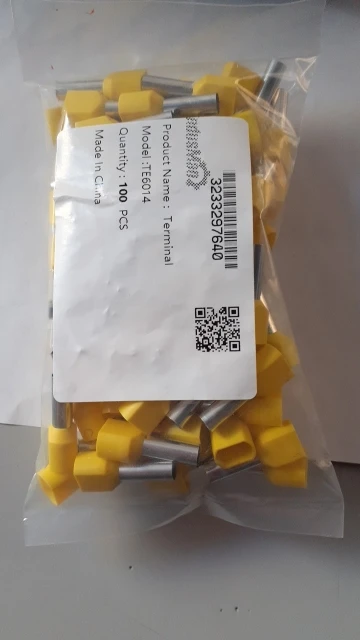 3233297640
Product Name : Terminal
Model :TE6014
Quantity : 100 PCS
Made In China